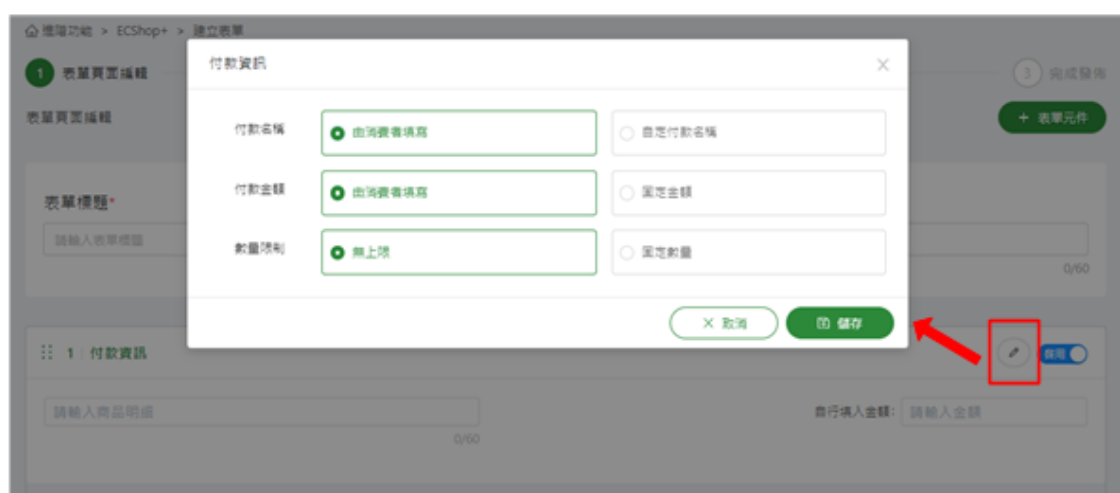 進階功能 > ECShop+ > 建立表單
1 表單頁面編輯
3 完成發佈
表單頁面編輯
+ 表單元件
付款資訊
付款名稱
由消費者填寫
自定付款名稱
付款金額
由消費者填寫
固定金額
數量限制
無上限
固定數量
取消
儲存
表單標題*
請輸入表單標題
0/60
1 付款資訊
啟用
請輸入商品明細
0/60
自行填入金額:
請輸入金額